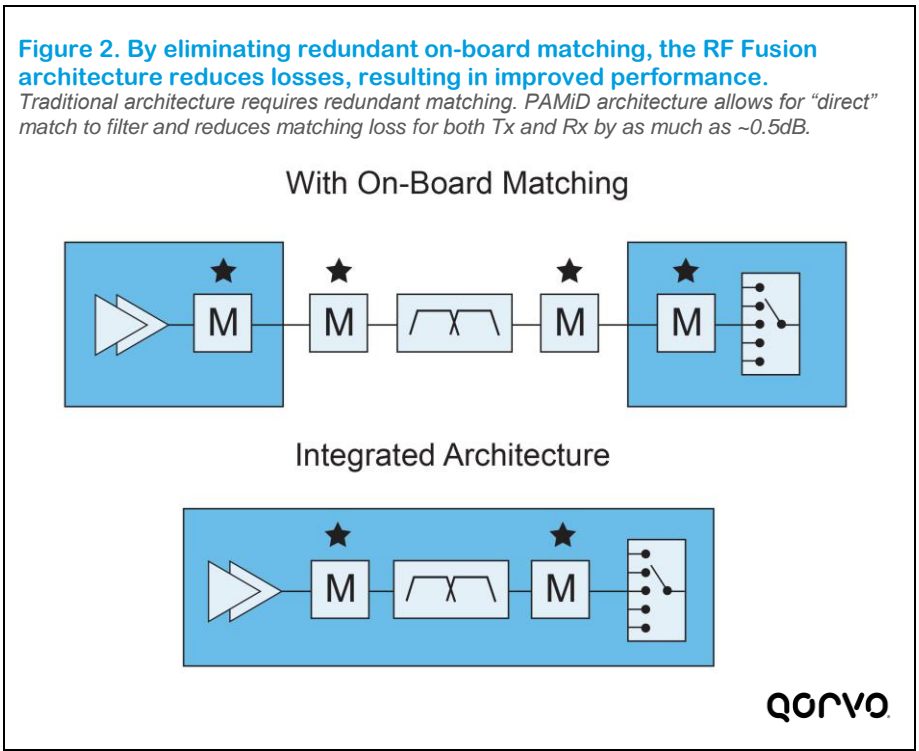 Figure 2. By eliminating redundant on-board matching, the RF Fusion
architecture reduces losses, resulting in improved performance.
Traditional architecture requires redundant matching. PAMiD architecture allows for “direct”
match to filter and reduces matching loss for both Tx and Rx by as much as ~0.5dB.
With On-Board Matching
M M M M
Integrated Architecture
M M
QORVO